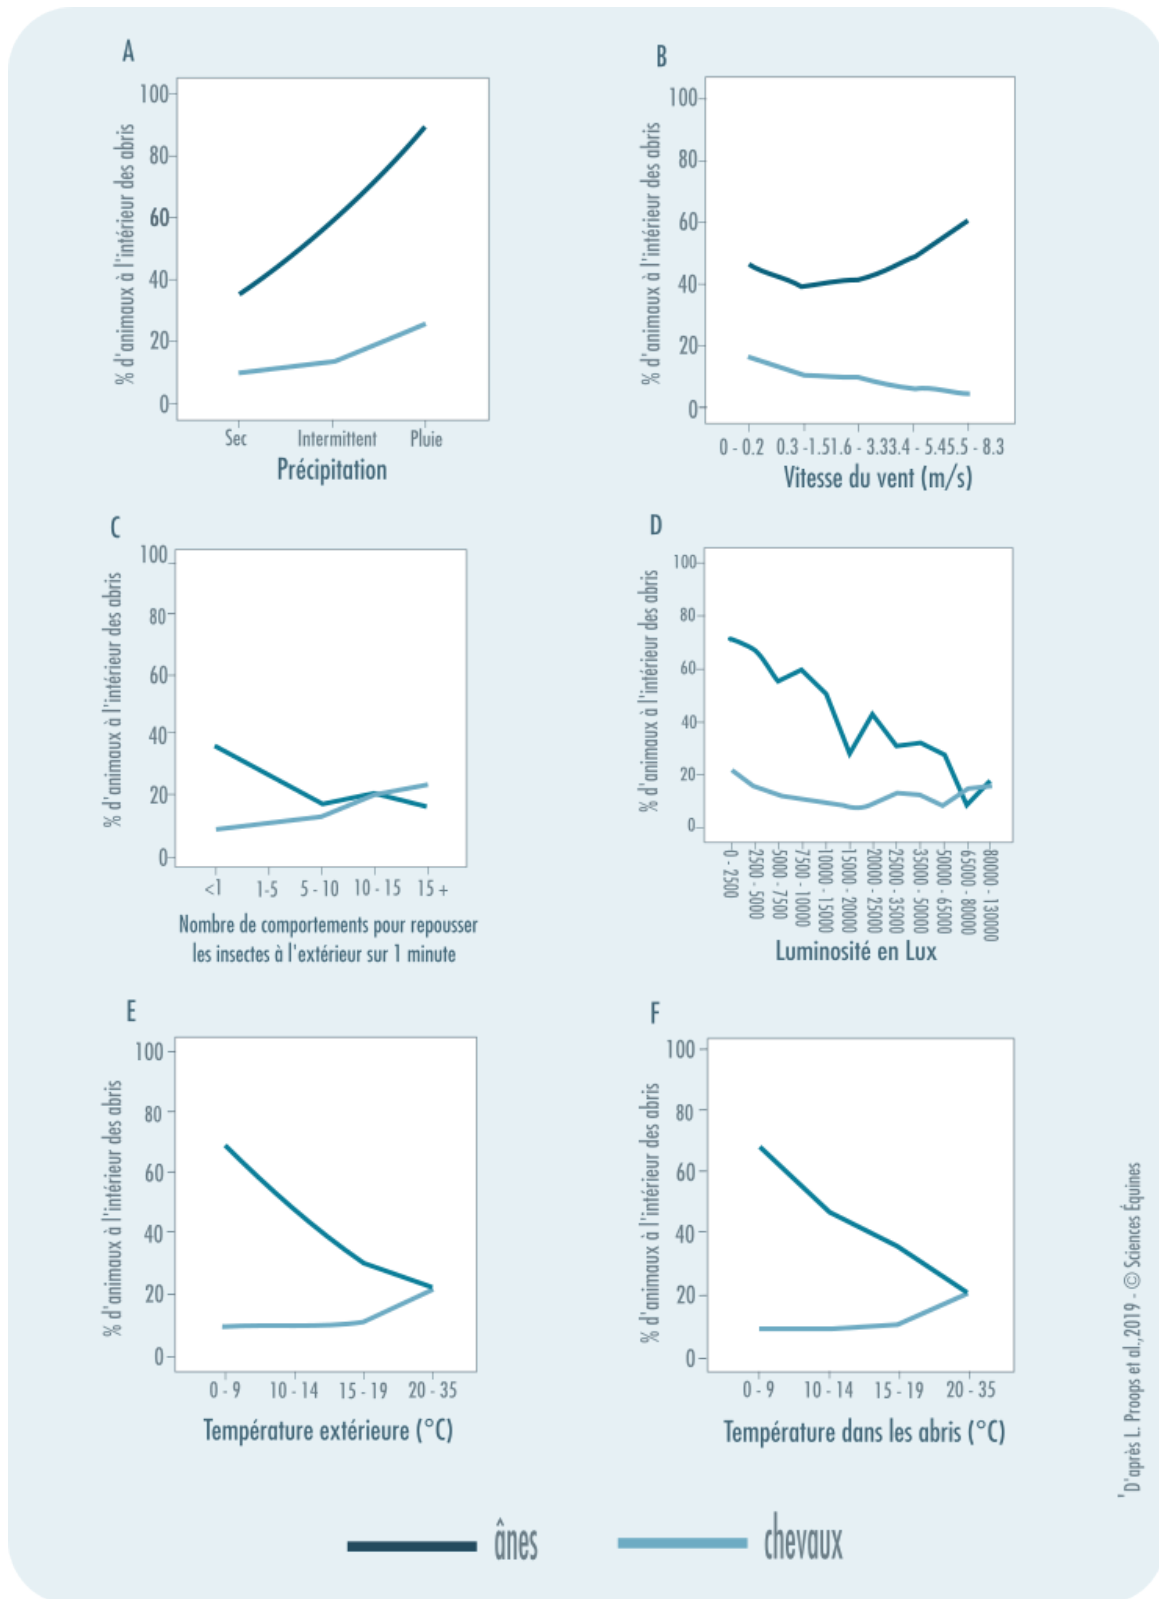 A
100
80
60
40
20
0
% d'animaux à l'intérieur des abris
Sec Intermittent Pluie
Précipitation
B
100
80
60
40
20
0
% d'animaux à l'intérieur des abris
0 - 0.2 0.3 -1.51.6 - 3.33.4 - 5.45.5 - 8.3
Vitesse du vent (m/s)
C
100
80
60
40
20
0
% d'animaux à l'intérieur des abris
<1 1-5 5 - 10 10 - 15 15 +
Nombre de comportements pour repousser
les insectes à l'extérieur sur 1 minute
D
100
80
60
40
20
0
% d'animaux à l'intérieur des abris
0 - 2500
2500 - 5000
5000 - 7500
7500 - 10000
10000 - 15000
15000 - 20000
20000 - 25000
25000 - 35000
35000 - 50000
50000 - 65000
65000 - 80000
80000 - 130000
Luminosité en Lux
E
100
80
60
40
20
0
% d'animaux à l'intérieur des abris
0 - 9 10 - 14 15 - 19 20 - 35
Température extérieure (°C)
F
100
80
60
40
20
0
% d'animaux à l'intérieur des abris
0 - 9 10 - 14 15 - 19 20 - 35
Température dans les abris (°C)
ânes chevaux
'D'après L. Proops et al.,2019 - © Sciences Équines